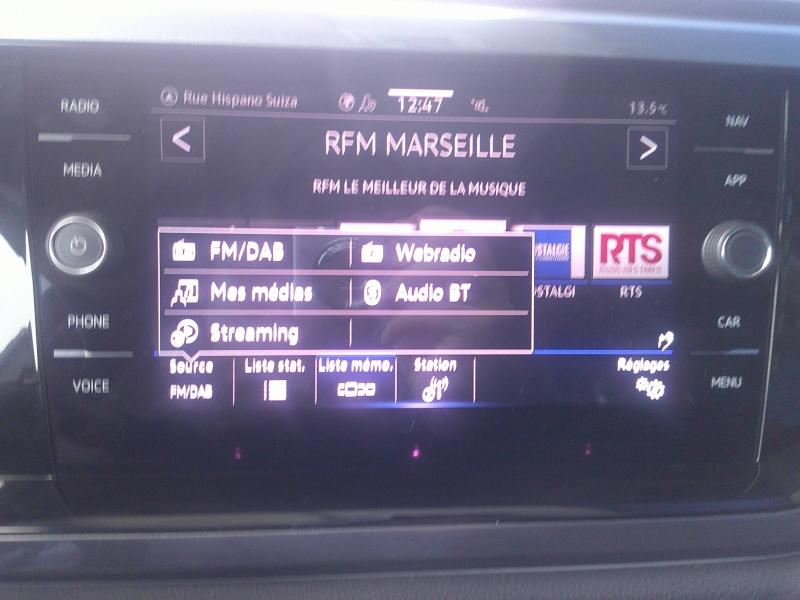 RADIO
MEDIA
PHONE
VOICE
Rue Hispano Suiza 12:47 13.5°C
< RFM MARSEILLE >
RFM LE MEILLEUR DE LA MUSIQUE
FM/DAB Webradio
Mes médias Audio BT
Streaming
RTS
OSTALGI RTS
Source Liste stat. Liste mémo. Station Réglages
FM/DAB
NAV
APP
CAR
MENU